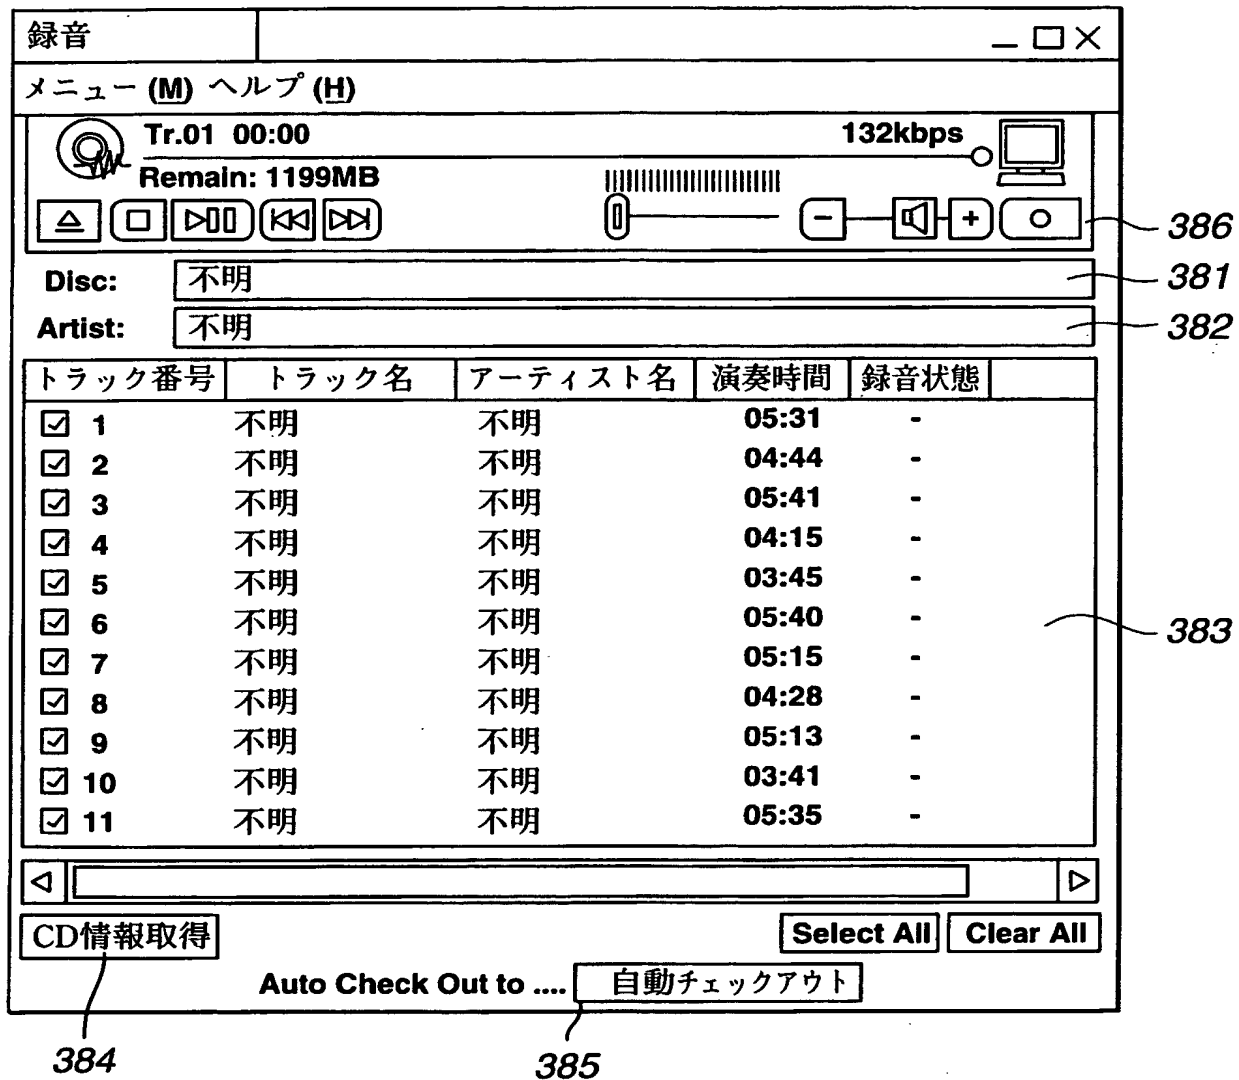 録音
メニュー (M) ヘルプ (H)
Tr.01 00:00 132kbps
Remain: 1199MB
386
Disc: 不明 381
Artist: 不明 382
トラック番号 トラック名 アーティスト名 演奏時間 録音状態
1 不明 不明 05:31 -
2 不明 不明 04:44 -
3 不明 不明 05:41 -
4 不明 不明 04:15 -
5 不明 不明 03:45 -
6 不明 不明 05:40 -
383
7 不明 不明 05:15 -
8 不明 不明 04:28 -
9 不明 不明 05:13 -
10 不明 不明 03:41 -
11 不明 不明 05:35 -
CD情報取得 Select All Clear All
Auto Check Out to .... 自動チェックアウト
384 385